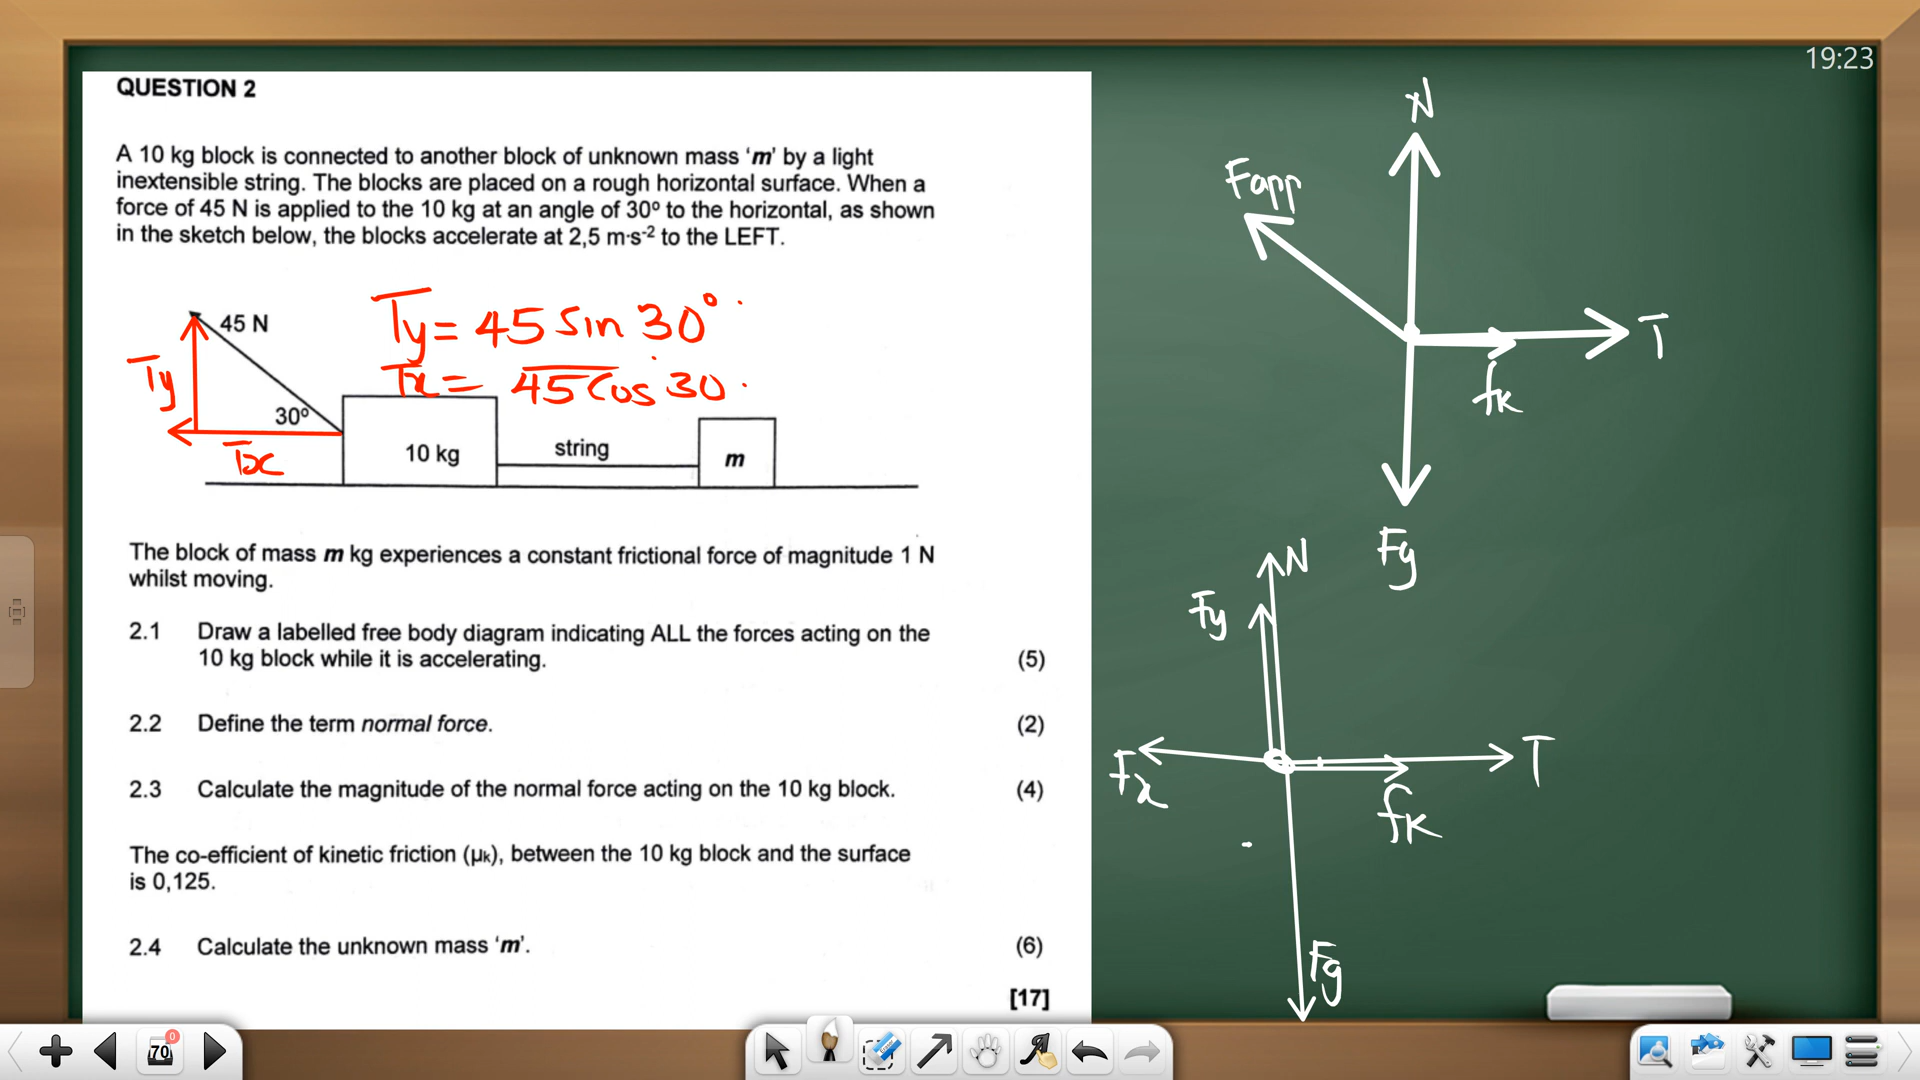 19:23
QUESTION 2
A 10 kg block is connected to another block of unknown mass ‘m’ by a light
inextensible string. The blocks are placed on a rough horizontal surface. When a
force of 45 N is applied to the 10 kg at an angle of 30º to the horizontal, as shown
in the sketch below, the blocks accelerate at 2,5 m·s-2 to the LEFT.
45 N
Ty = 45 sin 30°
Tx = 45 Cos 30
Ty
30º
Tx
10 kg
string
m
The block of mass m kg experiences a constant frictional force of magnitude 1 N
whilst moving.
2.1 Draw a labelled free body diagram indicating ALL the forces acting on the
10 kg block while it is accelerating. (5)
2.2 Define the term normal force. (2)
2.3 Calculate the magnitude of the normal force acting on the 10 kg block. (4)
The co-efficient of kinetic friction (µk), between the 10 kg block and the surface
is 0,125.
2.4 Calculate the unknown mass ‘m’. (6)
[17]
N
Fapp
T
fk
Fg
N
Fy
Fx
T
fk
Fg
70
0